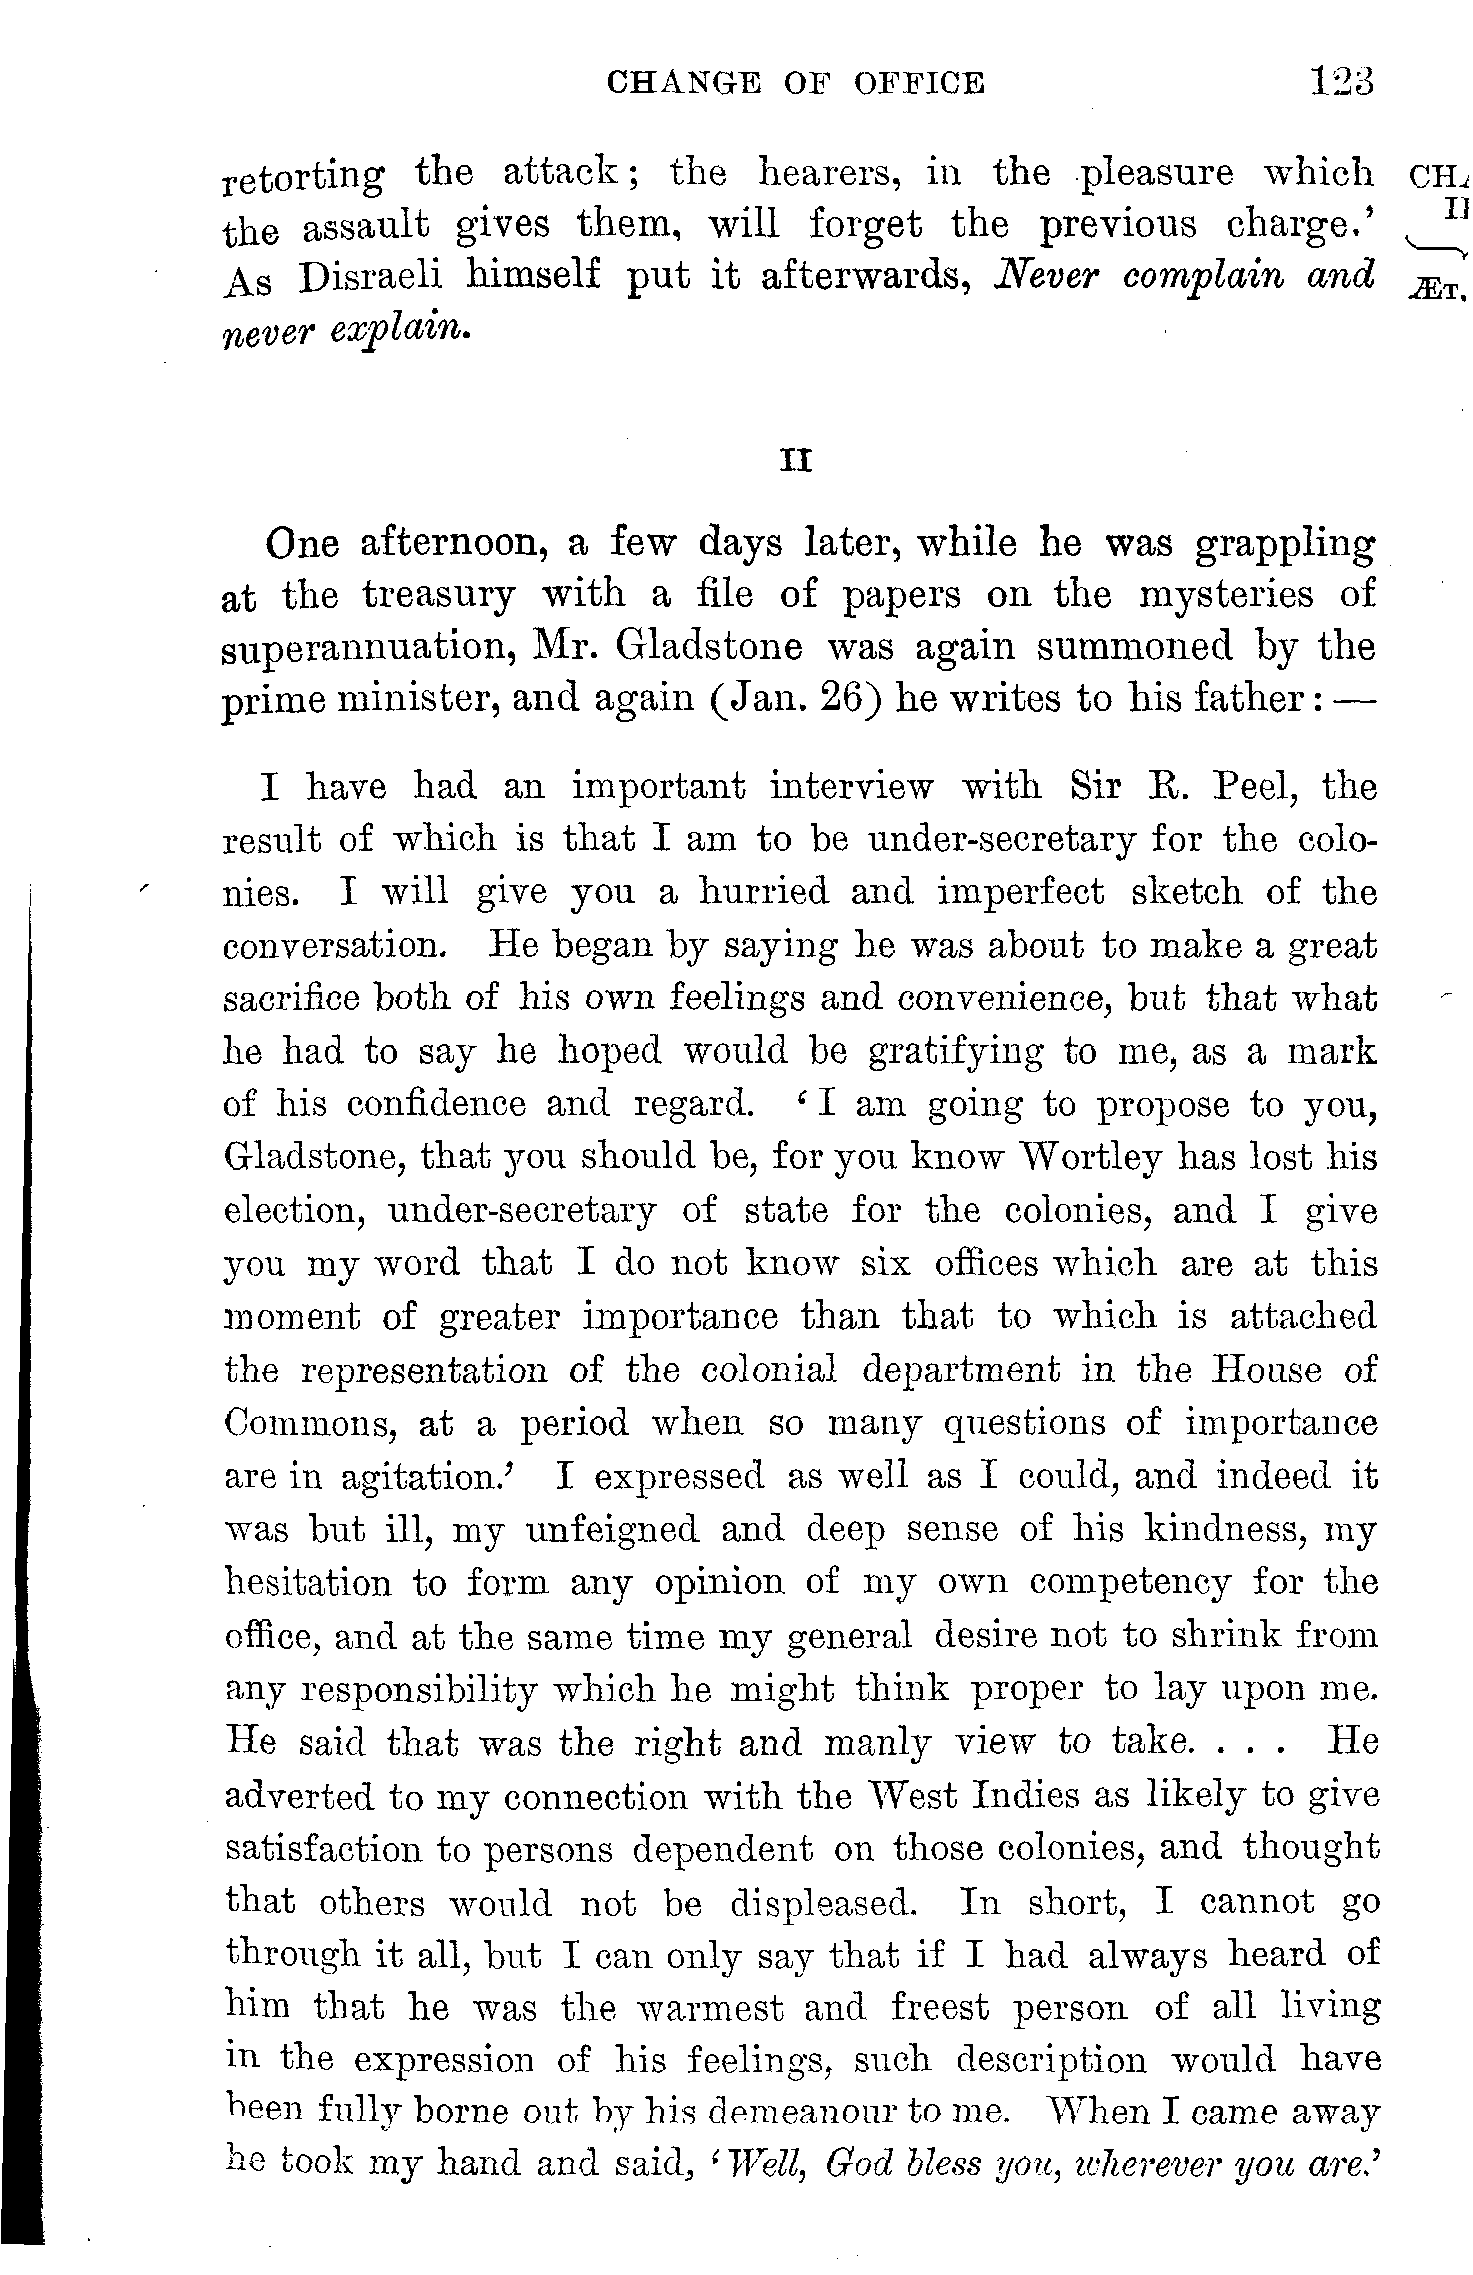 CHANGE OF OFFICE 123
retorting the attack; the hearers, in the pleasure which
the assault gives them, will forget the previous charge.’
As Disraeli himself put it afterwards, Never complain and
never explain.
II
One afternoon, a few days later, while he was grappling
at the treasury with a file of papers on the mysteries of
superannuation, Mr. Gladstone was again summoned by the
prime minister, and again (Jan. 26) he writes to his father: —
I have had an important interview with Sir R. Peel, the
result of which is that I am to be under-secretary for the colo-
nies. I will give you a hurried and imperfect sketch of the
conversation. He began by saying he was about to make a great
sacrifice both of his own feelings and convenience, but that what
he had to say he hoped would be gratifying to me, as a mark
of his confidence and regard. ‘I am going to propose to you,
Gladstone, that you should be, for you know Wortley has lost his
election, under-secretary of state for the colonies, and I give
you my word that I do not know six offices which are at this
moment of greater importance than that to which is attached
the representation of the colonial department in the House of
Commons, at a period when so many questions of importance
are in agitation.’ I expressed as well as I could, and indeed it
was but ill, my unfeigned and deep sense of his kindness, my
hesitation to form any opinion of my own competency for the
office, and at the same time my general desire not to shrink from
any responsibility which he might think proper to lay upon me.
He said that was the right and manly view to take. . . . He
adverted to my connection with the West Indies as likely to give
satisfaction to persons dependent on those colonies, and thought
that others would not be displeased. In short, I cannot go
through it all, but I can only say that if I had always heard of
him that he was the warmest and freest person of all living
in the expression of his feelings, such description would have
been fully borne out by his demeanour to me. When I came away
he took my hand and said, ‘Well, God bless you, wherever you are.’
ÆT.